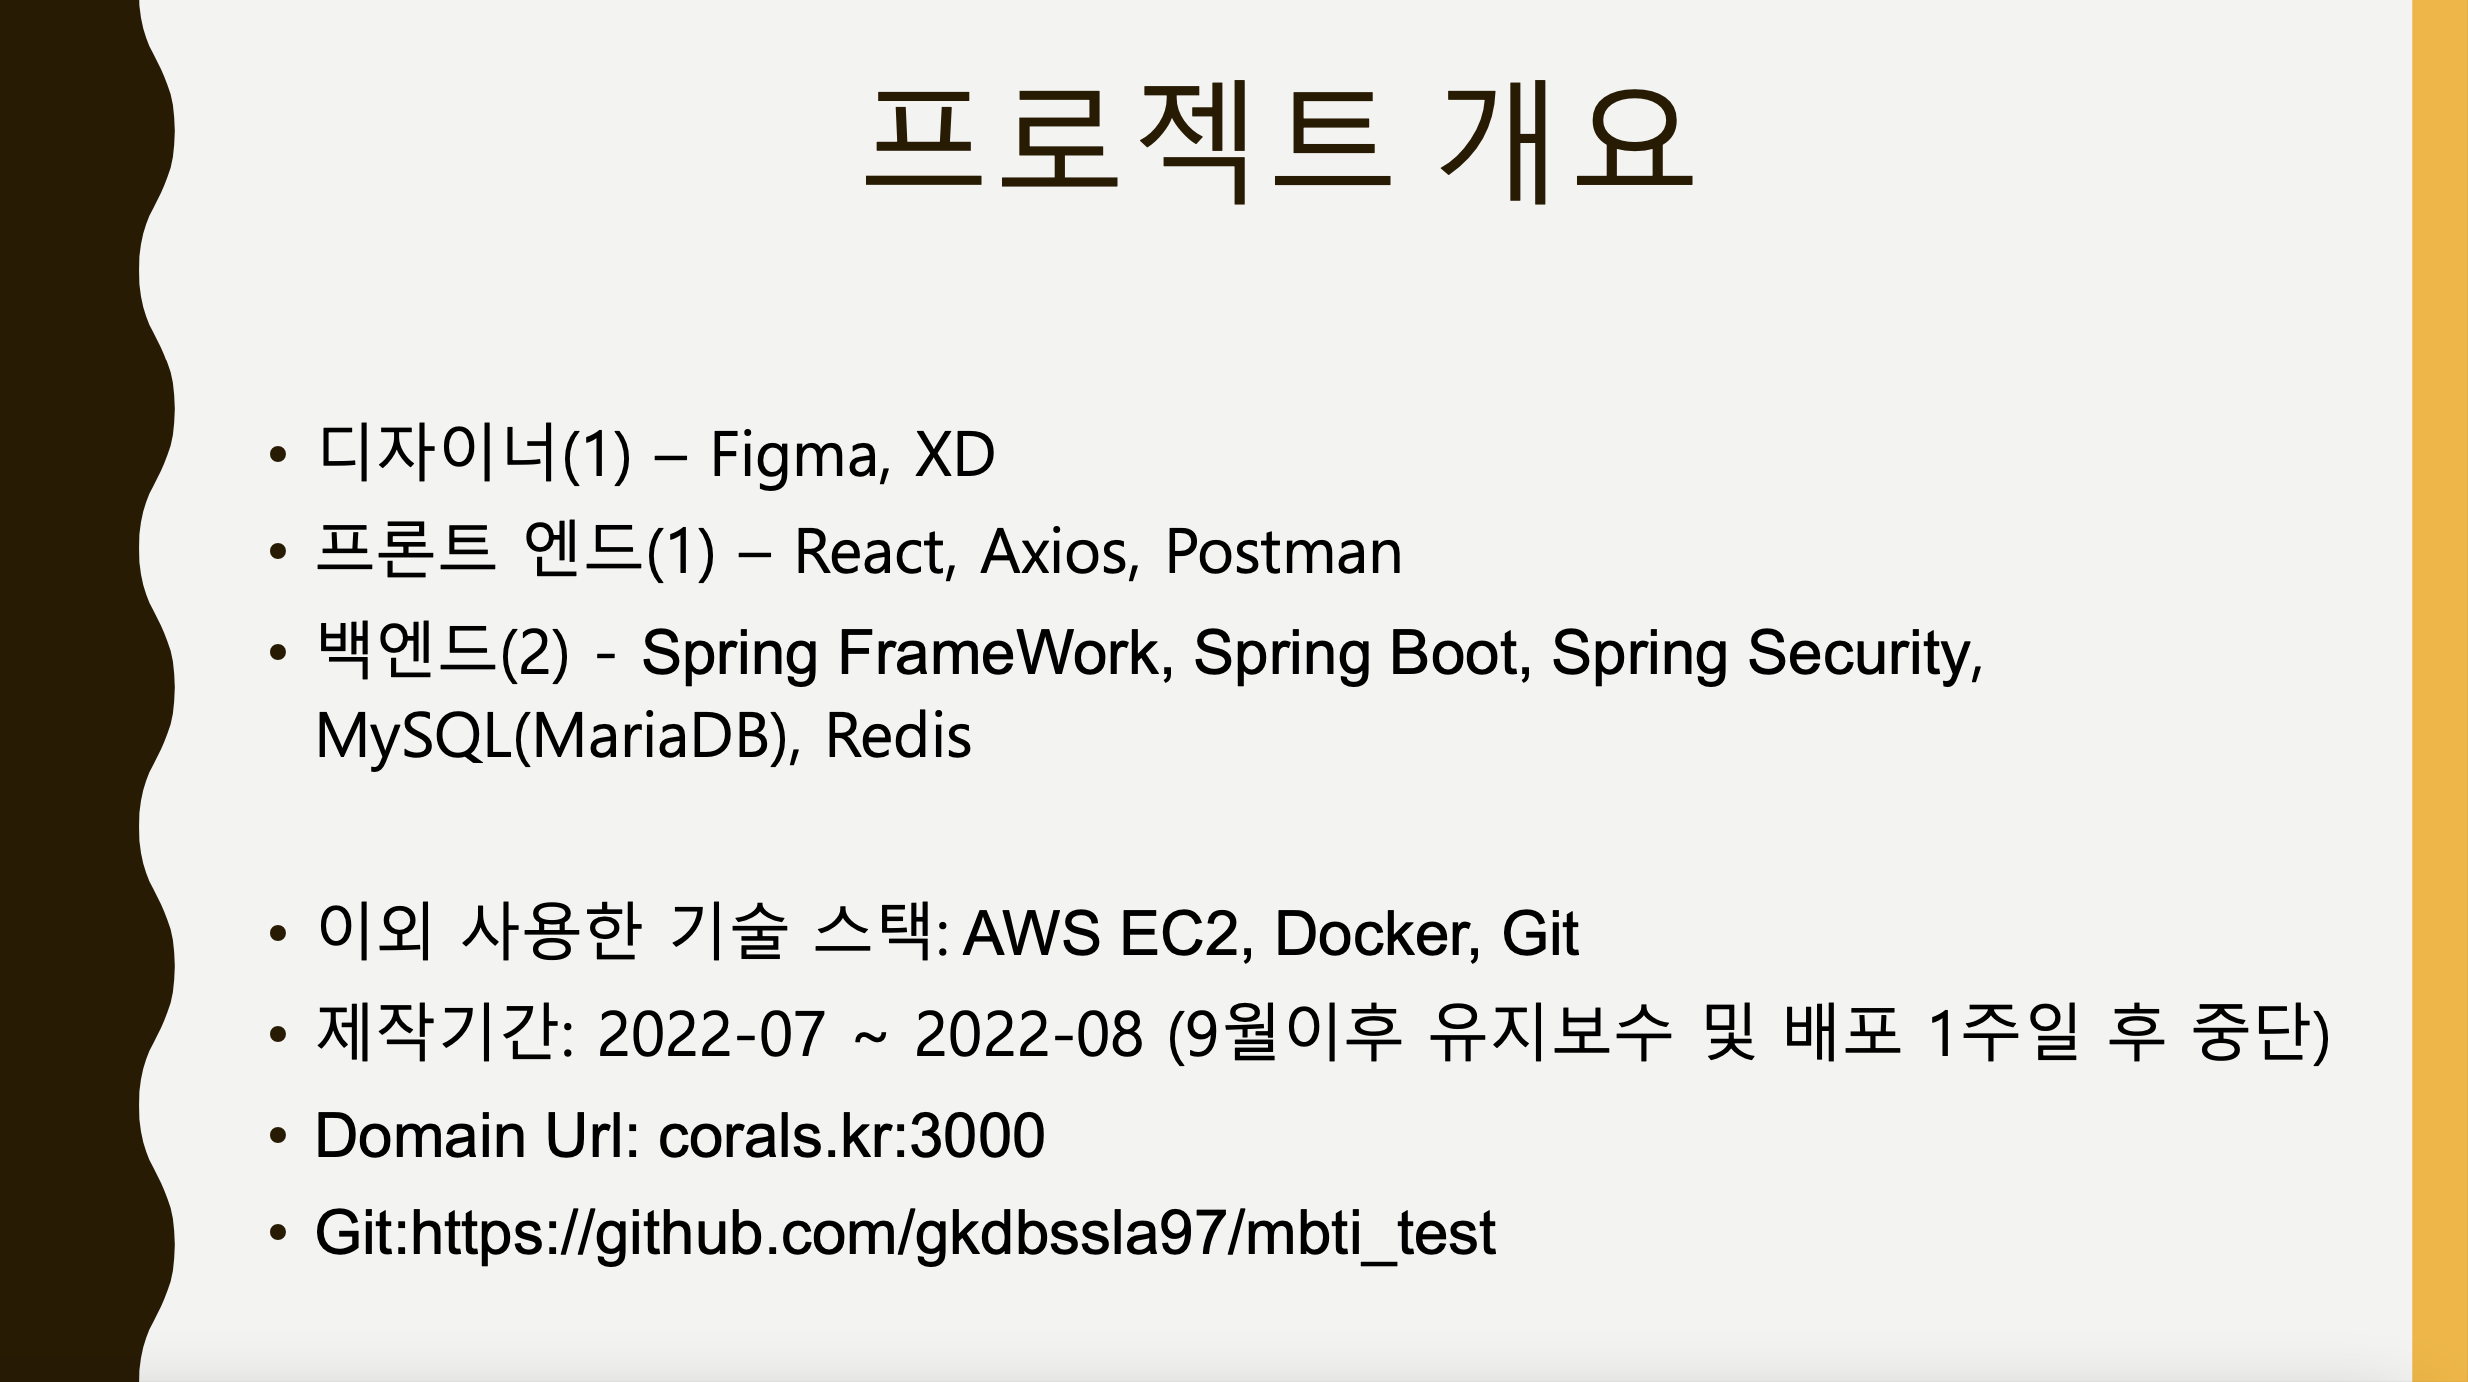 프로젝트 개요
• 디자이너(1) – Figma, XD
• 프론트 엔드(1) – React, Axios, Postman
• 백엔드(2) - Spring FrameWork, Spring Boot, Spring Security,
MySQL(MariaDB), Redis
• 이외 사용한 기술 스택: AWS EC2, Docker, Git
• 제작기간: 2022-07 ~ 2022-08 (9월이후 유지보수 및 배포 1주일 후 중단)
• Domain Url: corals.kr:3000
• Git:https://github.com/gkdbssla97/mbti_test